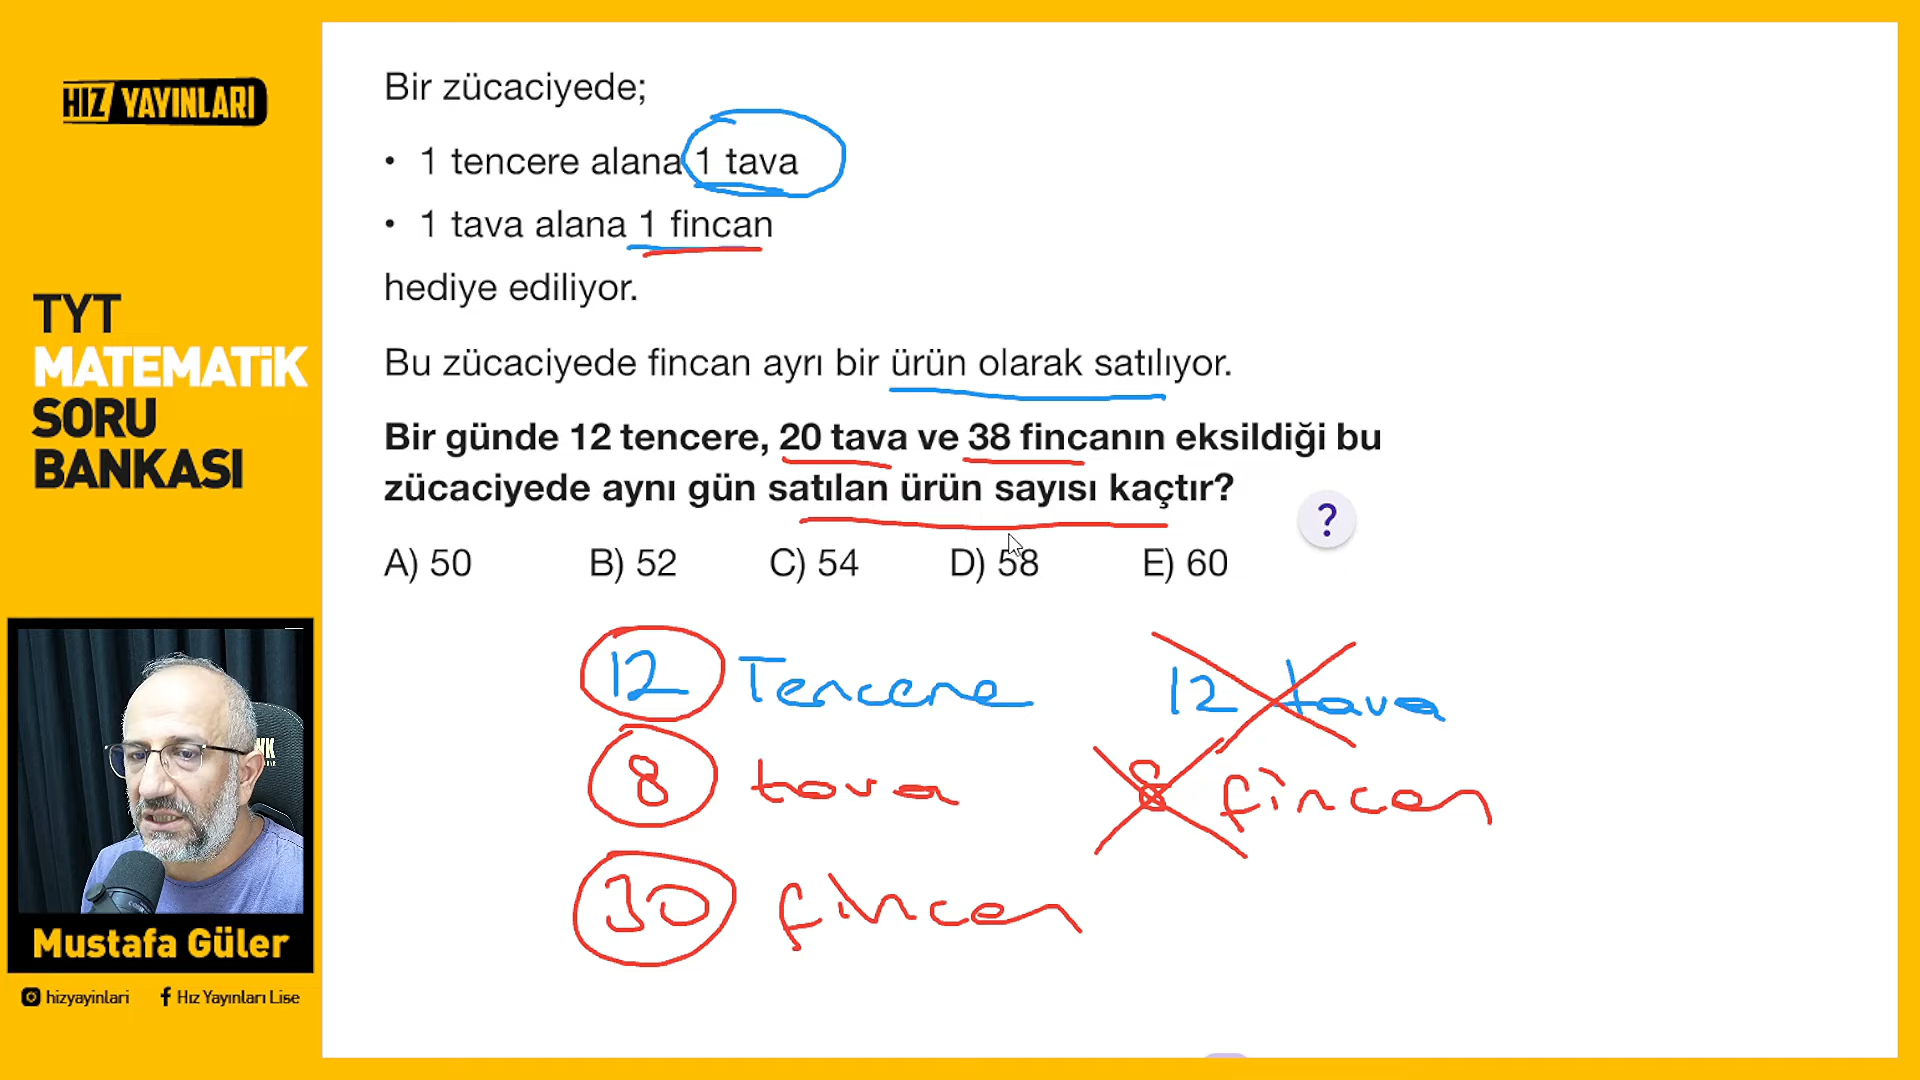 HIZ YAYINLARI
TYT
MATEMATİK
SORU
BANKASI
Mustafa Güler
hizyayinlari
Hız Yayınları Lise
Bir zücaciyede;
• 1 tencere alana 1 tava
• 1 tava alana 1 fincan
hediye ediliyor.
Bu zücaciyede fincan ayrı bir ürün olarak satılıyor.
Bir günde 12 tencere, 20 tava ve 38 fincanın eksildiği bu
zücaciyede aynı gün satılan ürün sayısı kaçtır?
?
A) 50 B) 52 C) 54 D) 58 E) 60
12 Tencere 12 tava
8 tava 8 fincan
30 fincan